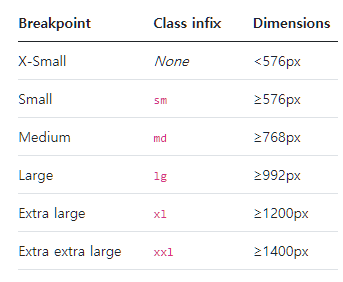 Breakpoint Class infix Dimensions
X-Small None <576px
Small sm ≥576px
Medium md ≥768px
Large lg ≥992px
Extra large xl ≥1200px
Extra extra large xxl ≥1400px